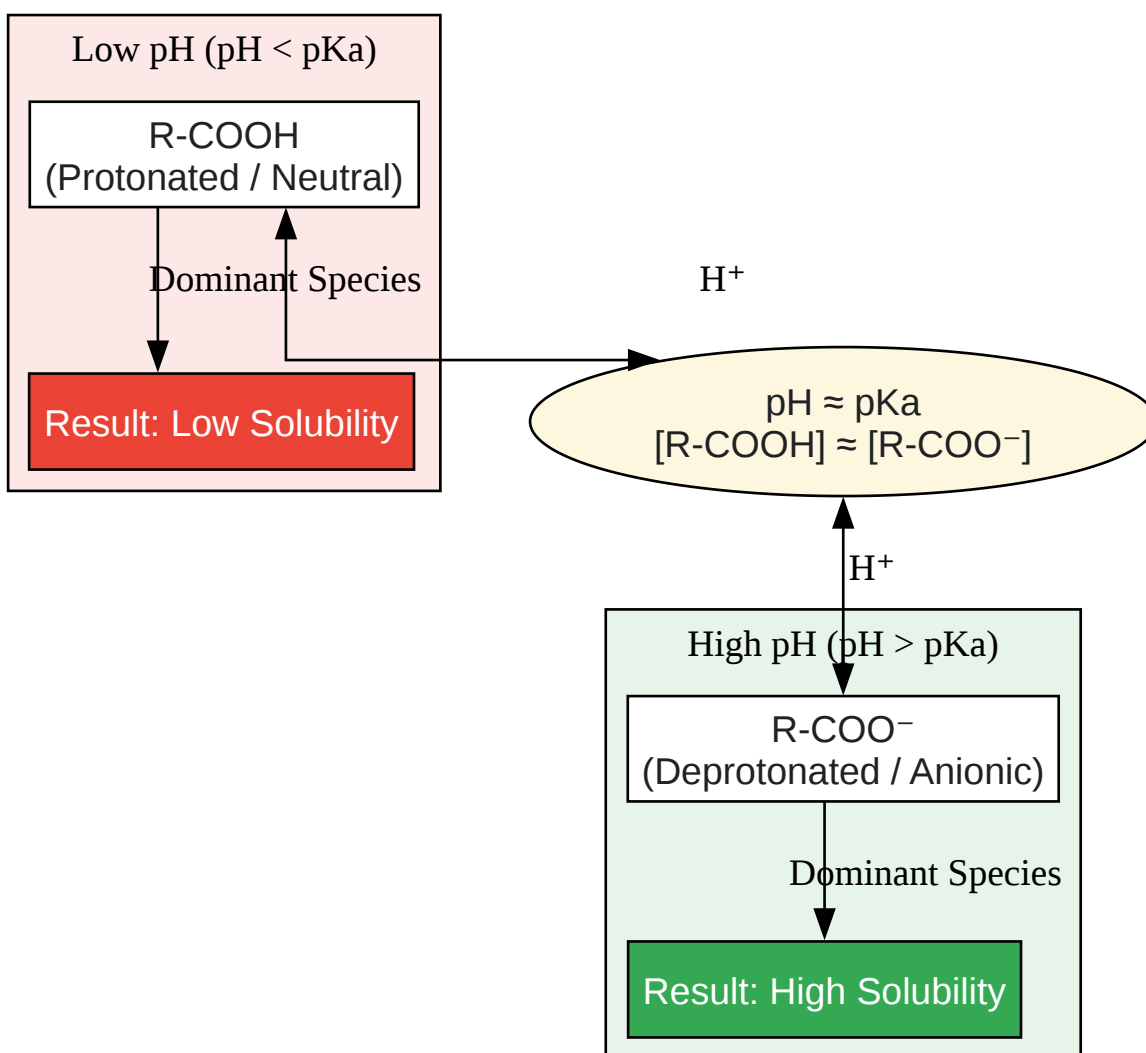 Low pH (pH < pKa)
R-COOH
(Protonated / Neutral)
Dominant Species
H⁺
Result: Low Solubility
pH ≈ pKa
[R-COOH] ≈ [R-COO⁻]
H⁺
High pH (pH > pKa)
R-COO⁻
(Deprotonated / Anionic)
Dominant Species
Result: High Solubility